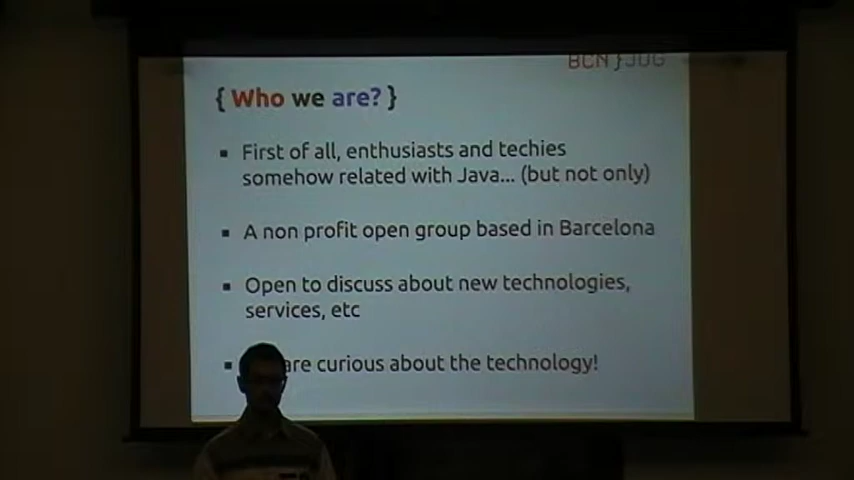 BCN}JUG
{ Who we are? }
▪ First of all, enthusiasts and techies
somehow related with Java... (but not only)
▪ A non profit open group based in Barcelona
▪ Open to discuss about new technologies,
services, etc
▪ are curious about the technology!